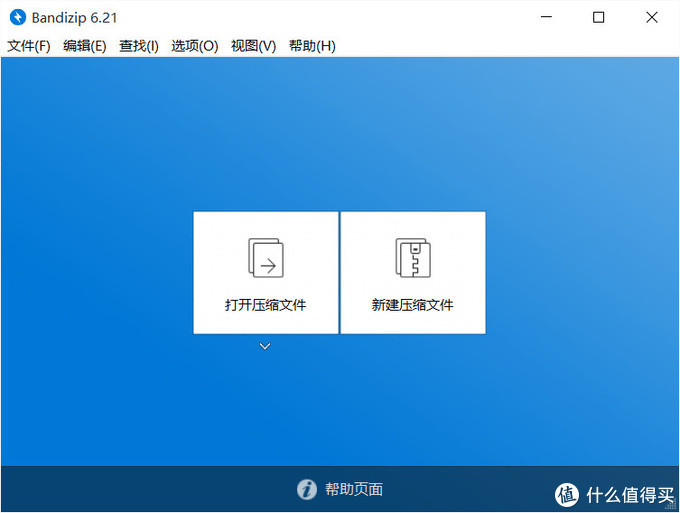 Bandizip 6.21
文件(F) 编辑(E) 查找(I) 选项(O) 视图(V) 帮助(H)
打开压缩文件 新建压缩文件
帮助页面
值 什么值得买